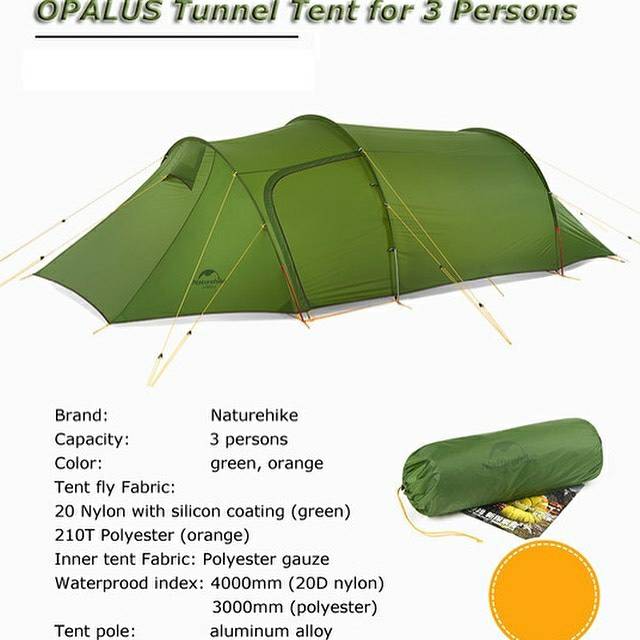 OPALUS Tunnel Tent for 3 Persons
Naturehike
Brand: Naturehike
Capacity: 3 persons
Color: green, orange
Tent fly Fabric:
20 Nylon with silicon coating (green)
210T Polyester (orange)
Inner tent Fabric: Polyester gauze
Waterprood index: 4000mm (20D nylon)
3000mm (polyester)
Tent pole: aluminum alloy
Naturehike